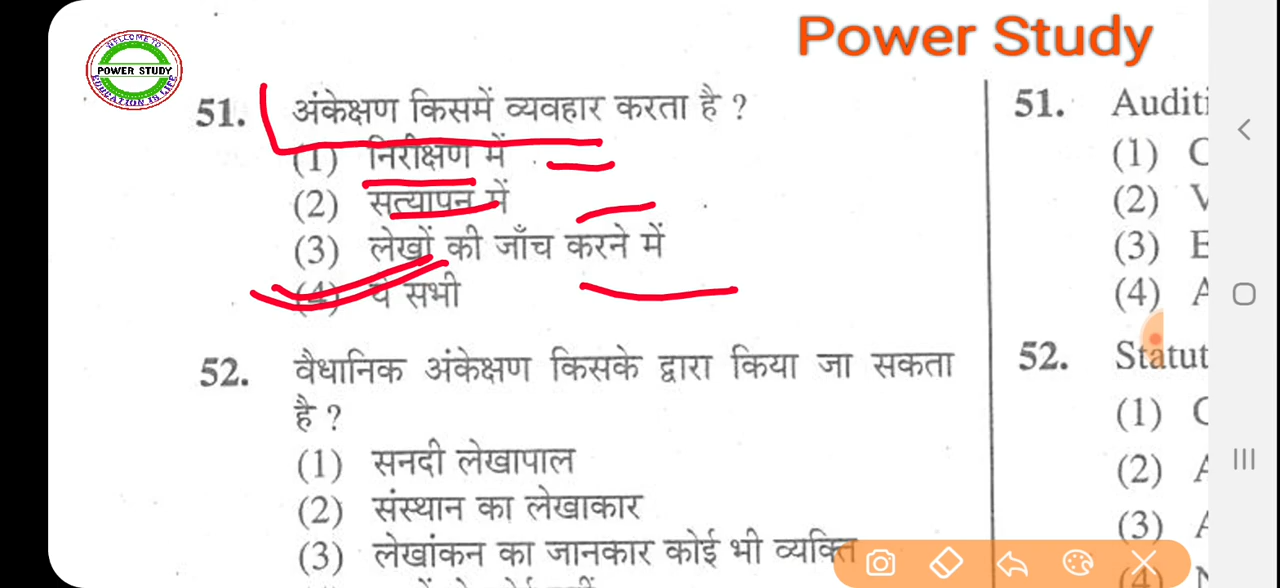 Power Study
WELCOME TO
POWER STUDY
EDUCATION IS LIFE
51. अंकेक्षण किसमें व्यवहार करता है ?
(1) निरीक्षण में
(2) सत्यापन में
(3) लेखों की जाँच करने में
(4) ये सभी
52. वैधानिक अंकेक्षण किसके द्वारा किया जा सकता
है ?
(1) सनदी लेखापाल
(2) संस्थान का लेखाकार
(3) लेखांकन का जानकार कोई भी व्यक्ति
51. Auditi
(1) C
(2) V
(3) E
(4) A
52. Statut
(1) C
(2) A
(3) A
(4) N